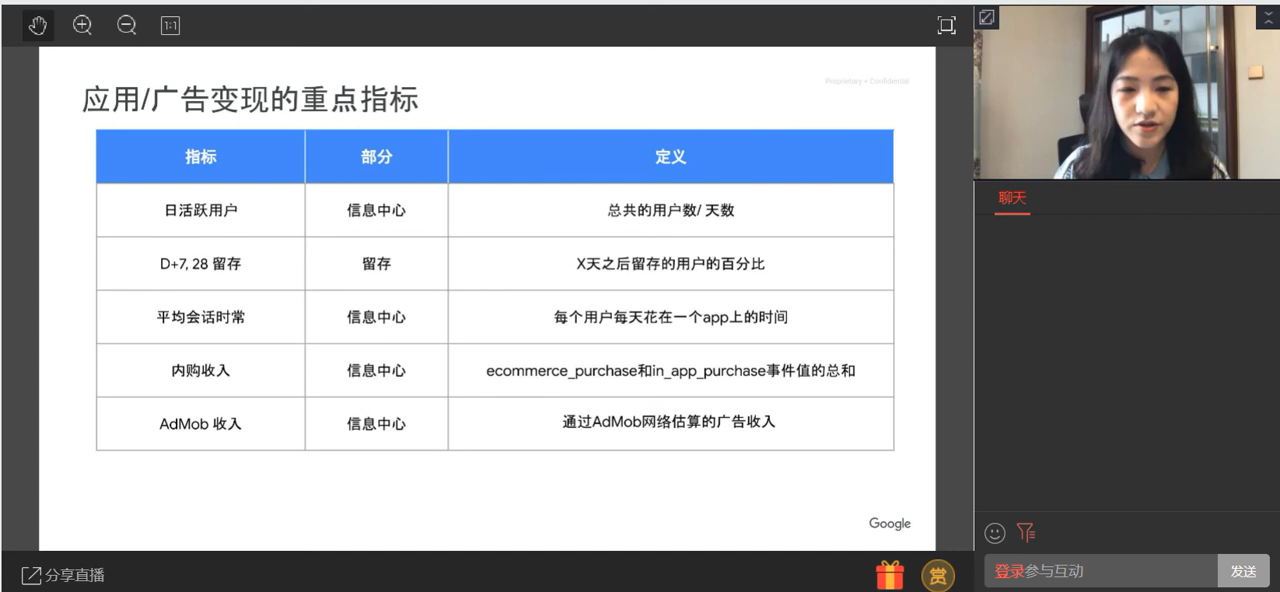 1:1
Proprietary + Confidential
应用/广告变现的重点指标
指标 部分 定义
日活跃用户 信息中心 总共的用户数/ 天数
D+7, 28 留存 留存 X天之后留存的用户的百分比
平均会话时常 信息中心 每个用户每天花在一个app上的时间
内购收入 信息中心 ecommerce_purchase和in_app_purchase事件值的总和
AdMob 收入 信息中心 通过AdMob网络估算的广告收入
Google
分享直播
赏
聊天
登录参与互动
发送